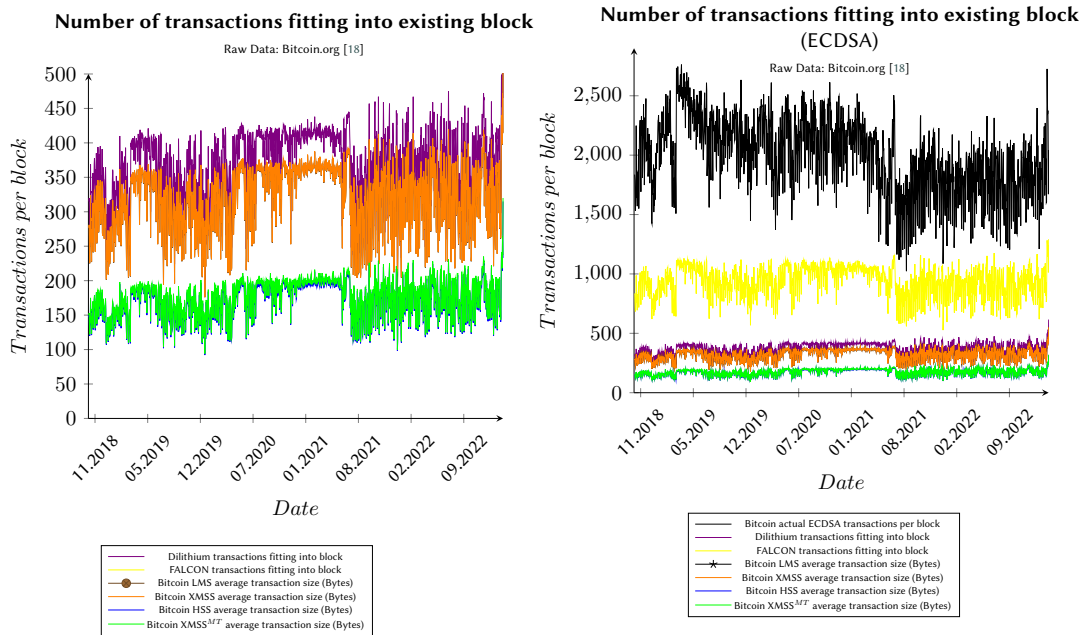 Number of transactions fitting into existing block
Raw Data: Bitcoin.org [18]
500
450
400
350
300
250
200
150
100
50
0
Transactions per block
11.2018
05.2019
12.2019
07.2020
01.2021
08.2021
02.2022
09.2022
Date
Dilithium transactions fitting into block
FALCON transactions fitting into block
Bitcoin LMS average transaction size (Bytes)
Bitcoin XMSS average transaction size (Bytes)
Bitcoin HSS average transaction size (Bytes)
Bitcoin XMSS^MT average transaction size (Bytes)
Number of transactions fitting into existing block
(ECDSA)
Raw Data: Bitcoin.org [18]
2,500
2,000
1,500
1,000
500
0
Transactions per block
11.2018
05.2019
12.2019
07.2020
01.2021
08.2021
02.2022
09.2022
Date
Bitcoin actual ECDSA transactions per block
Dilithium transactions fitting into block
FALCON transactions fitting into block
Bitcoin LMS average transaction size (Bytes)
Bitcoin XMSS average transaction size (Bytes)
Bitcoin HSS average transaction size (Bytes)
Bitcoin XMSS^MT average transaction size (Bytes)